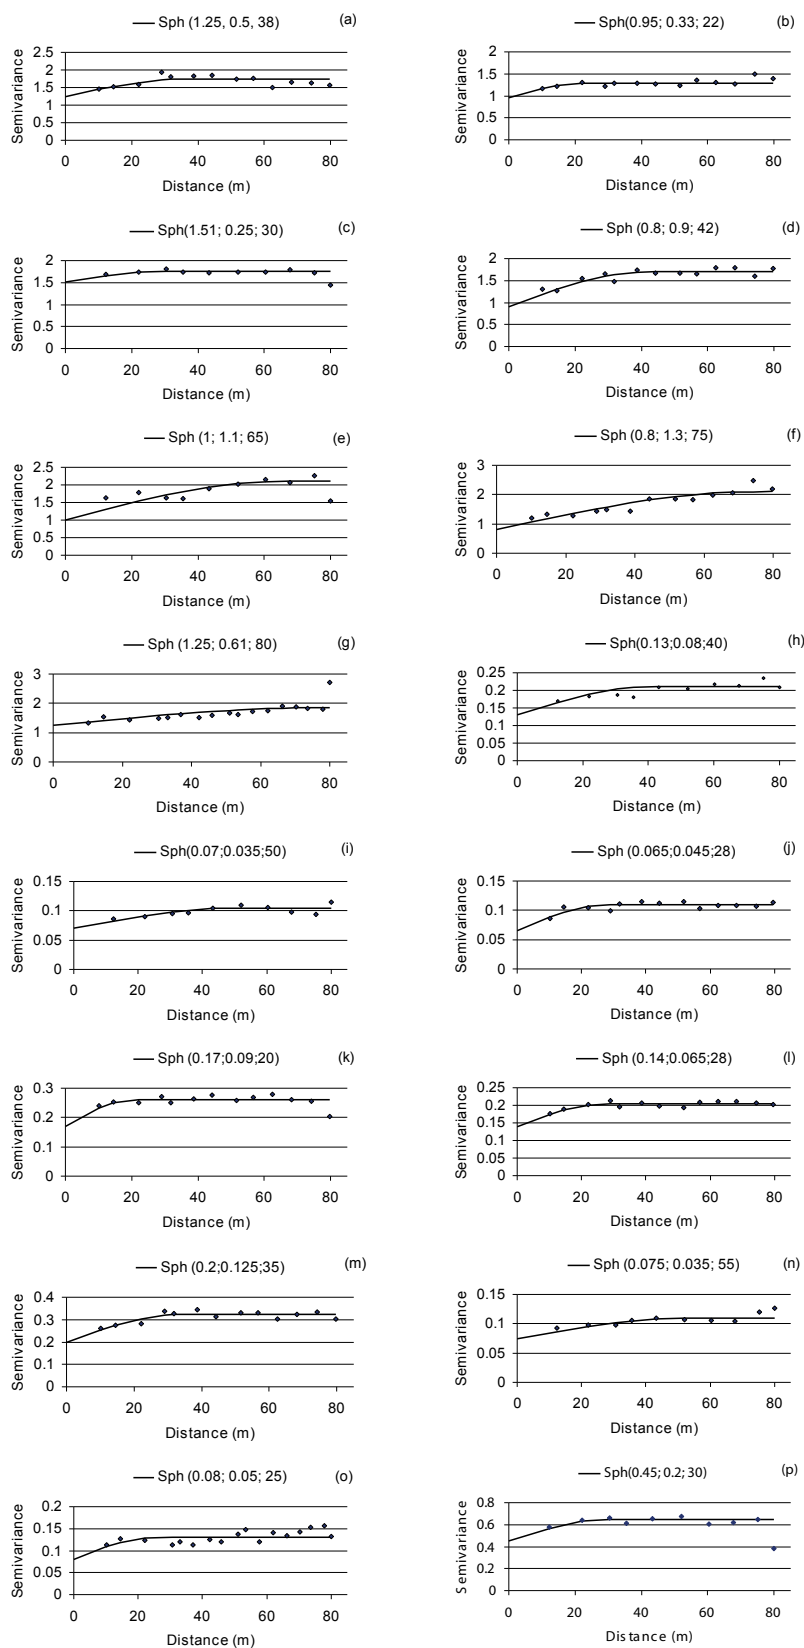 Sph (1.25, 0.5, 38) (a)
Semivariance
2.5
2
1.5
1
0.5
0
0 20 40 60 80
Distance (m)
Sph(0.95; 0.33; 22) (b)
Semivariance
2
1.5
1
0.5
0
0 20 40 60 80
Distance (m)
Sph(1.51; 0.25; 30) (c)
Semivariance
2
1.5
1
0.5
0
0 20 40 60 80
Distance (m)
Sph (0.8; 0.9; 42) (d)
Semivariance
2
1.5
1
0.5
0
0 20 40 60 80
Distance (m)
Sph (1; 1.1; 65) (e)
Semivariance
2.5
2
1.5
1
0.5
0
0 20 40 60 80
Distance (m)
Sph (0.8; 1.3; 75) (f)
Semivariance
3
2
1
0
0 20 40 60 80
Distance (m)
Sph (1.25; 0.61; 80) (g)
Semivariance
3
2
1
0
0 20 40 60 80
Distance (m)
Sph(0.13;0.08;40) (h)
Semivariance
0.25
0.2
0.15
0.1
0.05
0
0 20 40 60 80
Distance (m)
Sph(0.07;0.035;50) (i)
Semivariance
0.15
0.1
0.05
0
0 20 40 60 80
Distance (m)
Sph (0.065;0.045;28) (j)
Semivariance
0.15
0.1
0.05
0
0 20 40 60 80
Distance (m)
Sph (0.17;0.09;20) (k)
Semivariance
0.3
0.2
0.1
0
0 20 40 60 80
Distance (m)
Sph (0.14;0.065;28) (l)
Semivariance
0.25
0.2
0.15
0.1
0.05
0
0 20 40 60 80
Distance (m)
Sph (0.2;0.125;35) (m)
Semivariance
0.4
0.3
0.2
0.1
0
0 20 40 60 80
Distance (m)
Sph (0.075; 0.035; 55) (n)
Semivariance
0.15
0.1
0.05
0
0 20 40 60 80
Distance (m)
Sph (0.08; 0.05; 25) (o)
Semivariance
0.2
0.15
0.1
0.05
0
0 20 40 60 80
Distance (m)
Sph(0.45; 0.2; 30) (p)
Semivariance
0.8
0.6
0.4
0.2
0
0 20 40 60 80
Distance (m)